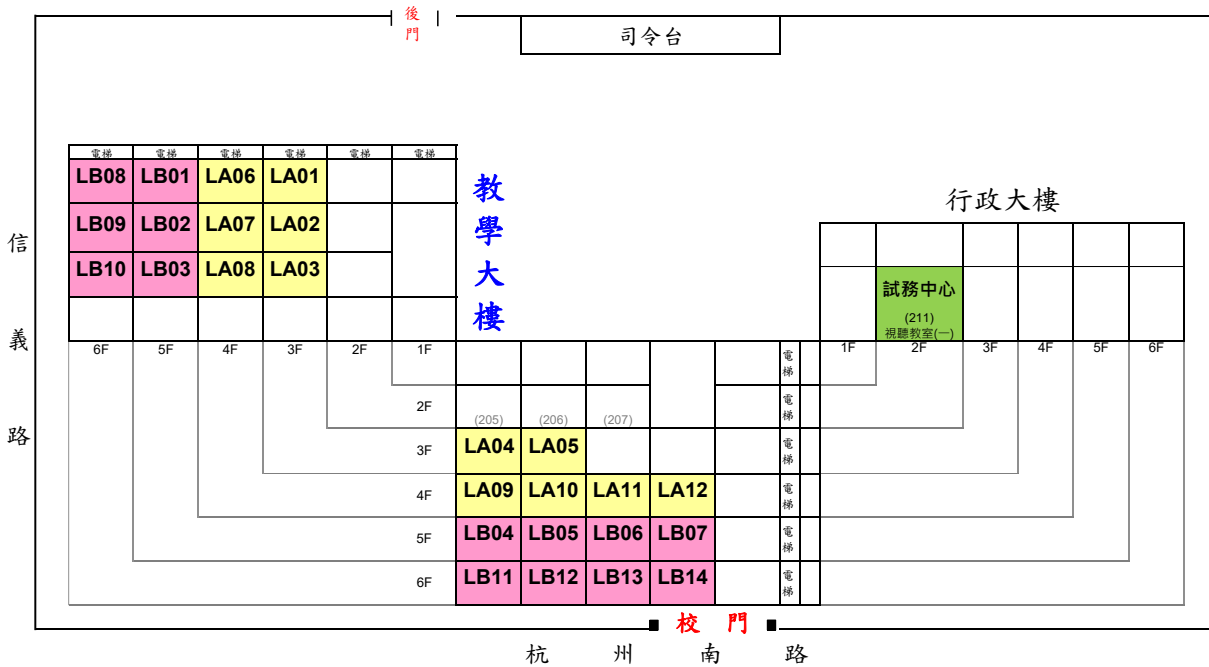 後門
司令台
電梯 電梯 電梯 電梯 電梯 電梯
LB08 LB01 LA06 LA01
LB09 LB02 LA07 LA02
LB10 LB03 LA08 LA03
教學大樓
行政大樓
試務中心
(211)
視聽教室(一)
信義路
6F 5F 4F 3F 2F 1F
1F 2F 3F 4F 5F 6F
電梯
2F
(205) (206) (207)
電梯
3F LA04 LA05 電梯
4F LA09 LA10 LA11 LA12 電梯
5F LB04 LB05 LB06 LB07 電梯
6F LB11 LB12 LB13 LB14 電梯
校門
杭州南路